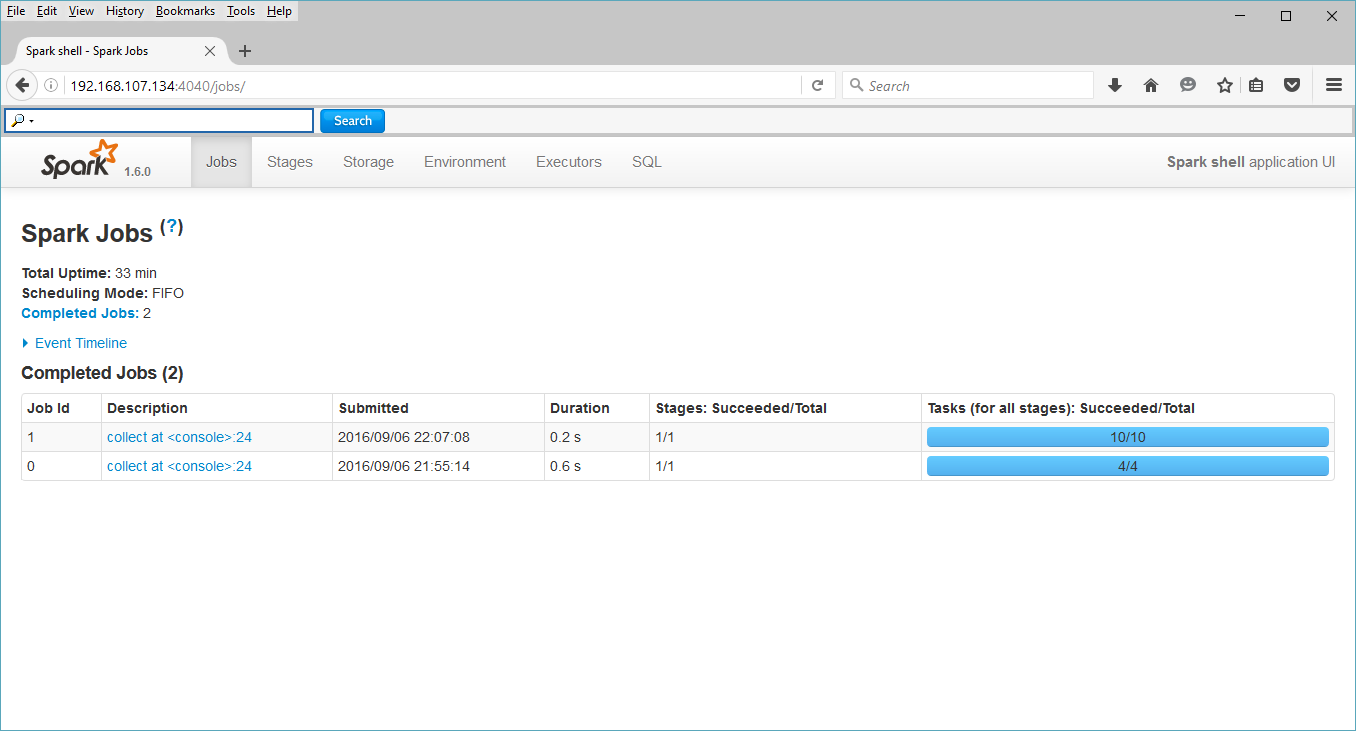 File Edit View History Bookmarks Tools Help
Spark shell - Spark Jobs
192.168.107.134:4040/jobs/ Search
Search
Spark 1.6.0 Jobs Stages Storage Environment Executors SQL Spark shell application UI
Spark Jobs (?)
Total Uptime: 33 min
Scheduling Mode: FIFO
Completed Jobs: 2
Event Timeline
Completed Jobs (2)
Job Id Description Submitted Duration Stages: Succeeded/Total Tasks (for all stages): Succeeded/Total
1 collect at <console>:24 2016/09/06 22:07:08 0.2 s 1/1 10/10
0 collect at <console>:24 2016/09/06 21:55:14 0.6 s 1/1 4/4